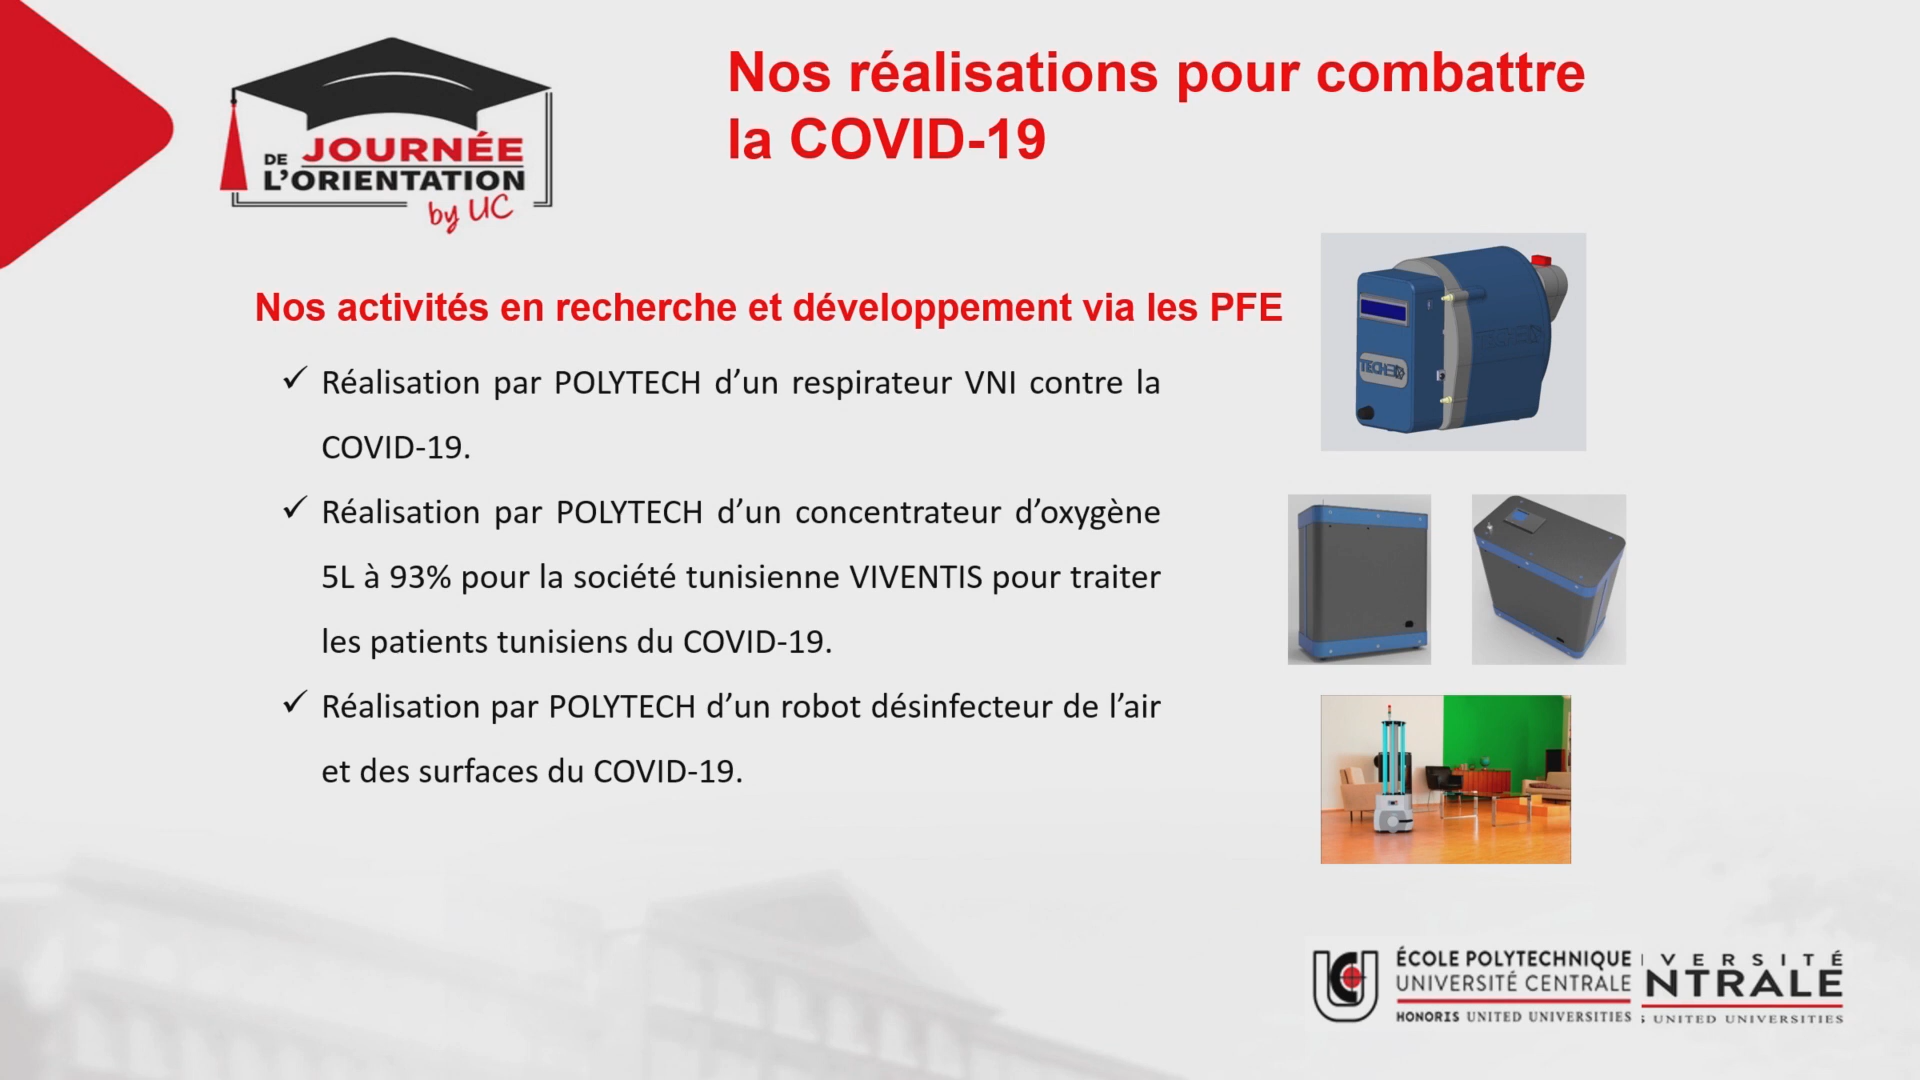 DE JOURNÉE
L'ORIENTATION
by UC
Nos réalisations pour combattre
la COVID-19
Nos activités en recherche et développement via les PFE
✓ Réalisation par POLYTECH d’un respirateur VNI contre la
COVID-19.
✓ Réalisation par POLYTECH d’un concentrateur d’oxygène
5L à 93% pour la société tunisienne VIVENTIS pour traiter
les patients tunisiens du COVID-19.
✓ Réalisation par POLYTECH d’un robot désinfecteur de l’air
et des surfaces du COVID-19.
ÉCOLE POLYTECHNIQUE
UNIVERSITÉ CENTRALE
HONORIS UNITED UNIVERSITIES
VERSITÉ
NTRALE
UNITED UNIVERSITIES